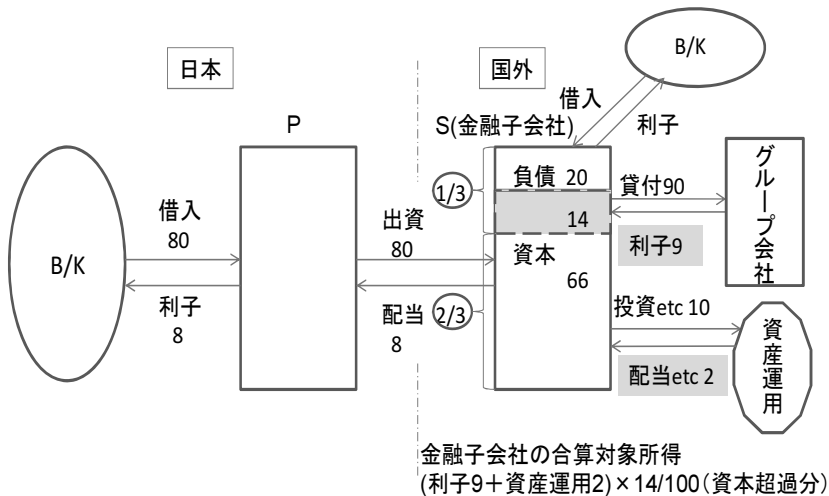 日本
国外
B/K
借入
利子
P
S(金融子会社)
B/K
借入
80
利子
8
出資
80
配当
8
1/3
2/3
負債 20
14
資本
66
貸付90
利子9
グループ会社
投資etc 10
配当etc 2
資産運用
金融子会社の合算対象所得
(利子9＋資産運用2)×14/100(資本超過分)